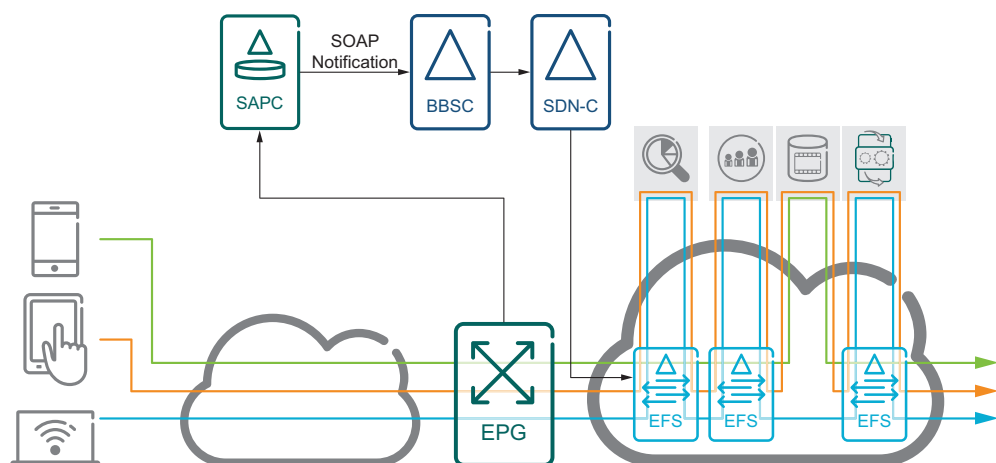 SOAP
Notification
SAPC
BBSC
SDN-C
EPG
EFS
EFS
EFS